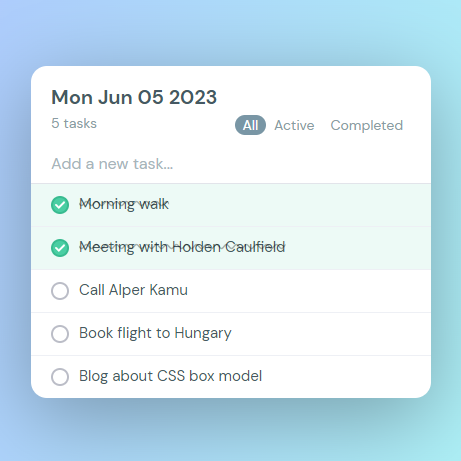 Mon Jun 05 2023
5 tasks
All Active Completed
Add a new task...
Morning walk
Meeting with Holden Caulfield
Call Alper Kamu
Book flight to Hungary
Blog about CSS box model